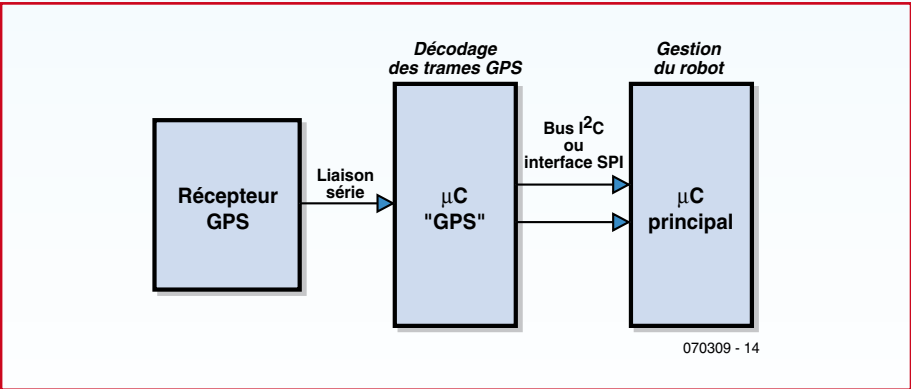 Décodage
des trames GPS
Gestion
du robot
Récepteur
GPS
Liaison
série
µC
"GPS"
Bus I²C
ou
interface SPI
µC
principal
070309 - 14